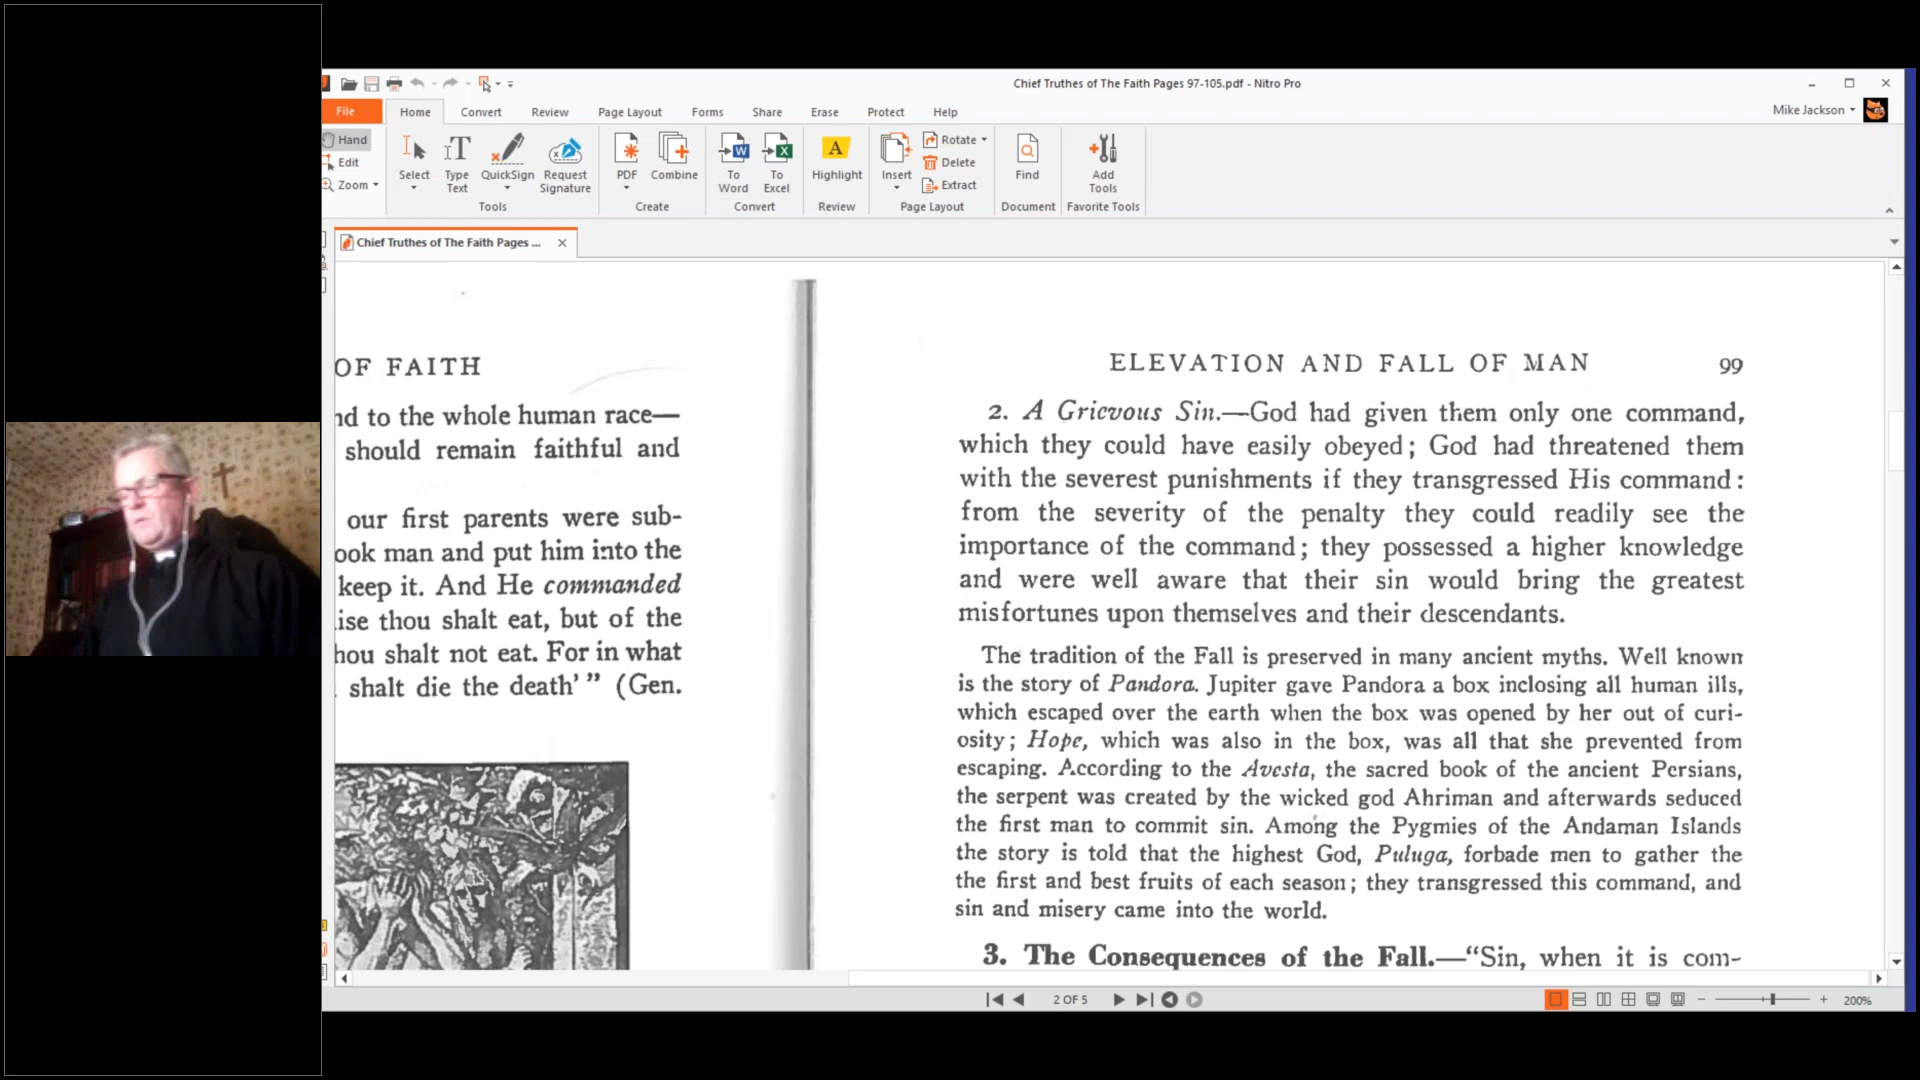 Chief Truthes of The Faith Pages 97-105.pdf - Nitro Pro
File Home Convert Review Page Layout Forms Share Erase Protect Help
Mike Jackson
Hand
Edit
Zoom
Select
Type Text
QuickSign
Request Signature
Tools
PDF
Combine
Create
To Word
To Excel
Convert
Highlight
Review
Insert
Rotate
Delete
Extract
Page Layout
Find
Document
Add Tools
Favorite Tools
Chief Truthes of The Faith Pages ...
OF FAITH
nd to the whole human race—
should remain faithful and
our first parents were sub-
ook man and put him into the
keep it. And He commanded
ise thou shalt eat, but of the
hou shalt not eat. For in what
shalt die the death' ” (Gen.
ELEVATION AND FALL OF MAN 99
2. A Grievous Sin.—God had given them only one command,
which they could have easily obeyed; God had threatened them
with the severest punishments if they transgressed His command:
from the severity of the penalty they could readily see the
importance of the command; they possessed a higher knowledge
and were well aware that their sin would bring the greatest
misfortunes upon themselves and their descendants.
The tradition of the Fall is preserved in many ancient myths. Well known
is the story of Pandora. Jupiter gave Pandora a box inclosing all human ills,
which escaped over the earth when the box was opened by her out of curi-
osity; Hope, which was also in the box, was all that she prevented from
escaping. According to the Avesta, the sacred book of the ancient Persians,
the serpent was created by the wicked god Ahriman and afterwards seduced
the first man to commit sin. Among the Pygmies of the Andaman Islands
the story is told that the highest God, Puluga, forbade men to gather the
the first and best fruits of each season; they transgressed this command, and
sin and misery came into the world.
3. The Consequences of the Fall.—“Sin, when it is com-
2 OF 5
200%